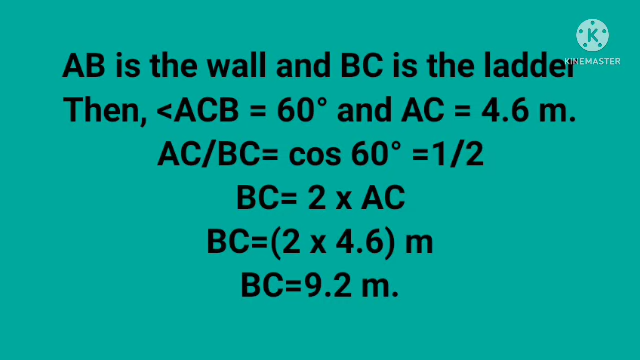 AB is the wall and BC is the ladder
Then, <ACB = 60° and AC = 4.6 m.
AC/BC= cos 60° =1/2
BC= 2 x AC
BC=(2 x 4.6) m
BC=9.2 m.
K
KINEMASTER